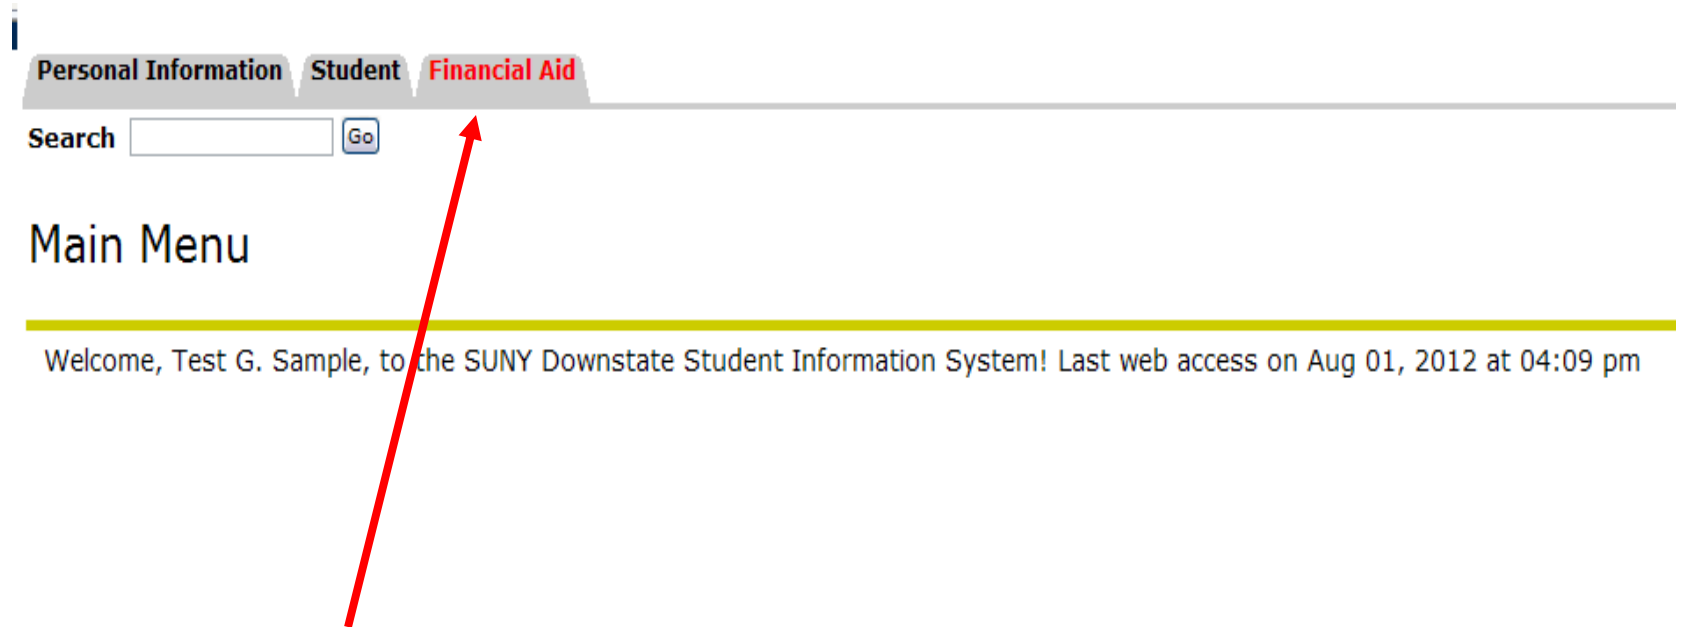 Personal Information Student Financial Aid
Search Go
Main Menu
Welcome, Test G. Sample, to the SUNY Downstate Student Information System! Last web access on Aug 01, 2012 at 04:09 pm